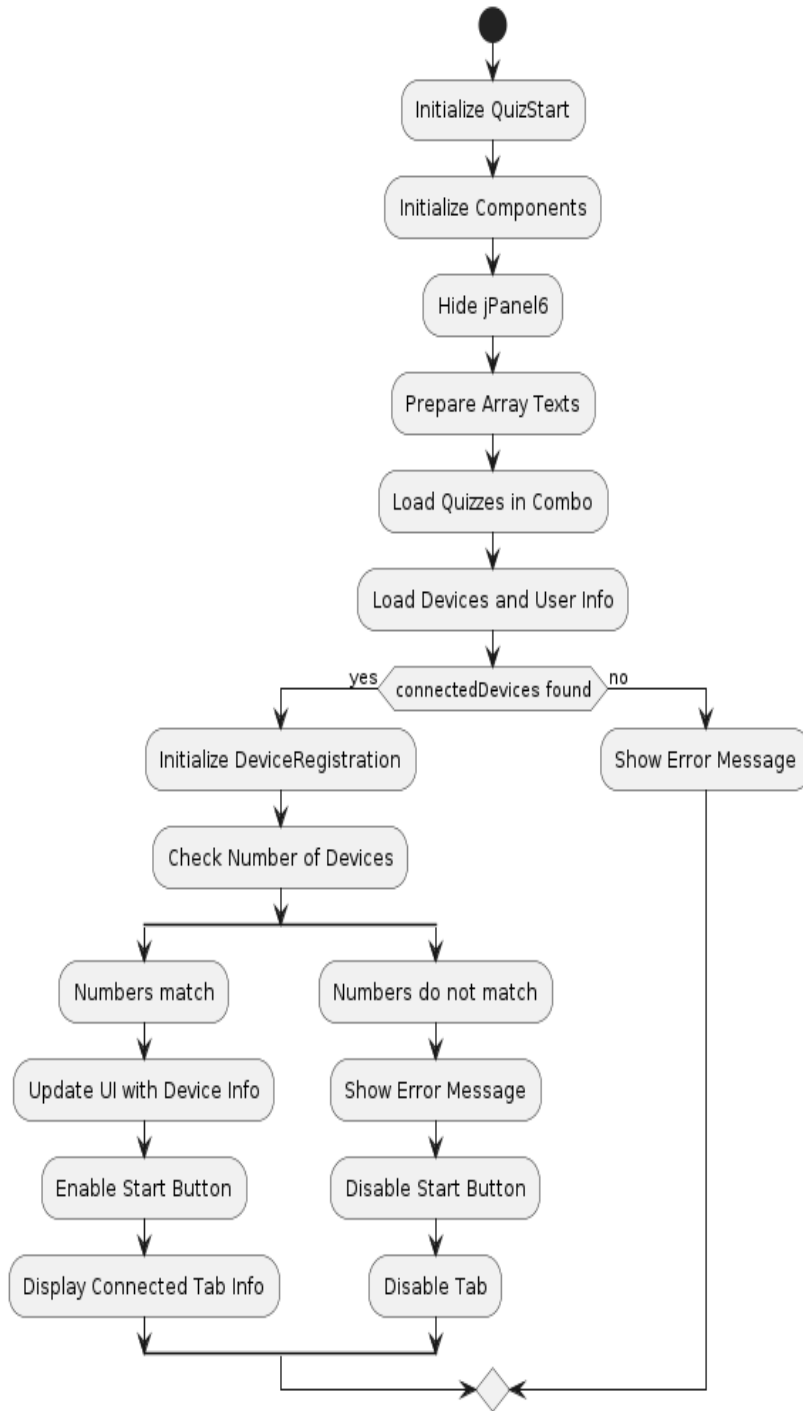 Initialize QuizStart
Initialize Components
Hide jPanel6
Prepare Array Texts
Load Quizzes in Combo
Load Devices and User Info
yes
connectedDevices found
no
Initialize DeviceRegistration
Show Error Message
Check Number of Devices
Numbers match
Numbers do not match
Update UI with Device Info
Show Error Message
Enable Start Button
Disable Start Button
Display Connected Tab Info
Disable Tab